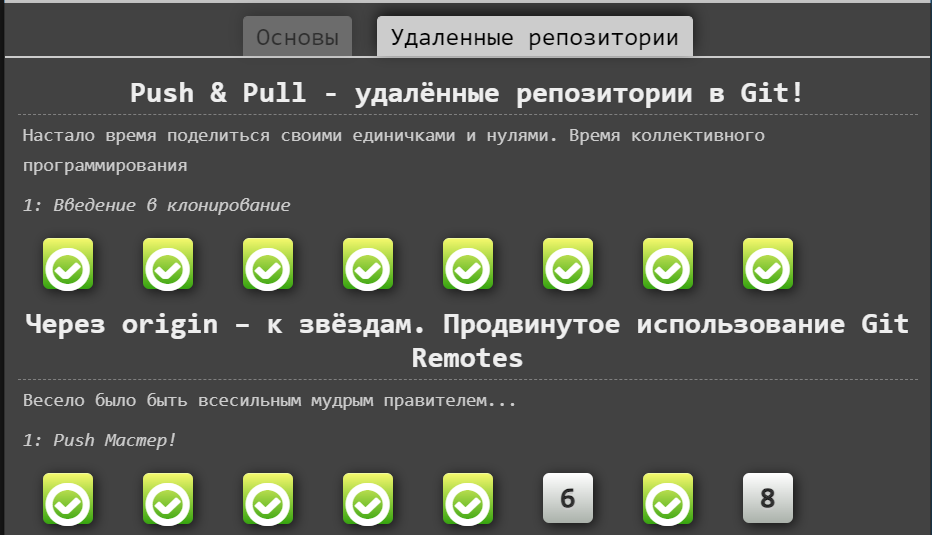 Основы Удаленные репозитории
Push & Pull - удалённые репозитории в Git!
Настало время поделиться своими единичками и нулями. Время коллективного
программирования
1: Введение в клонирование
Через origin – к звёздам. Продвинутое использование Git
Remotes
Весело было быть всесильным мудрым правителем...
1: Push Мастер!
6 8